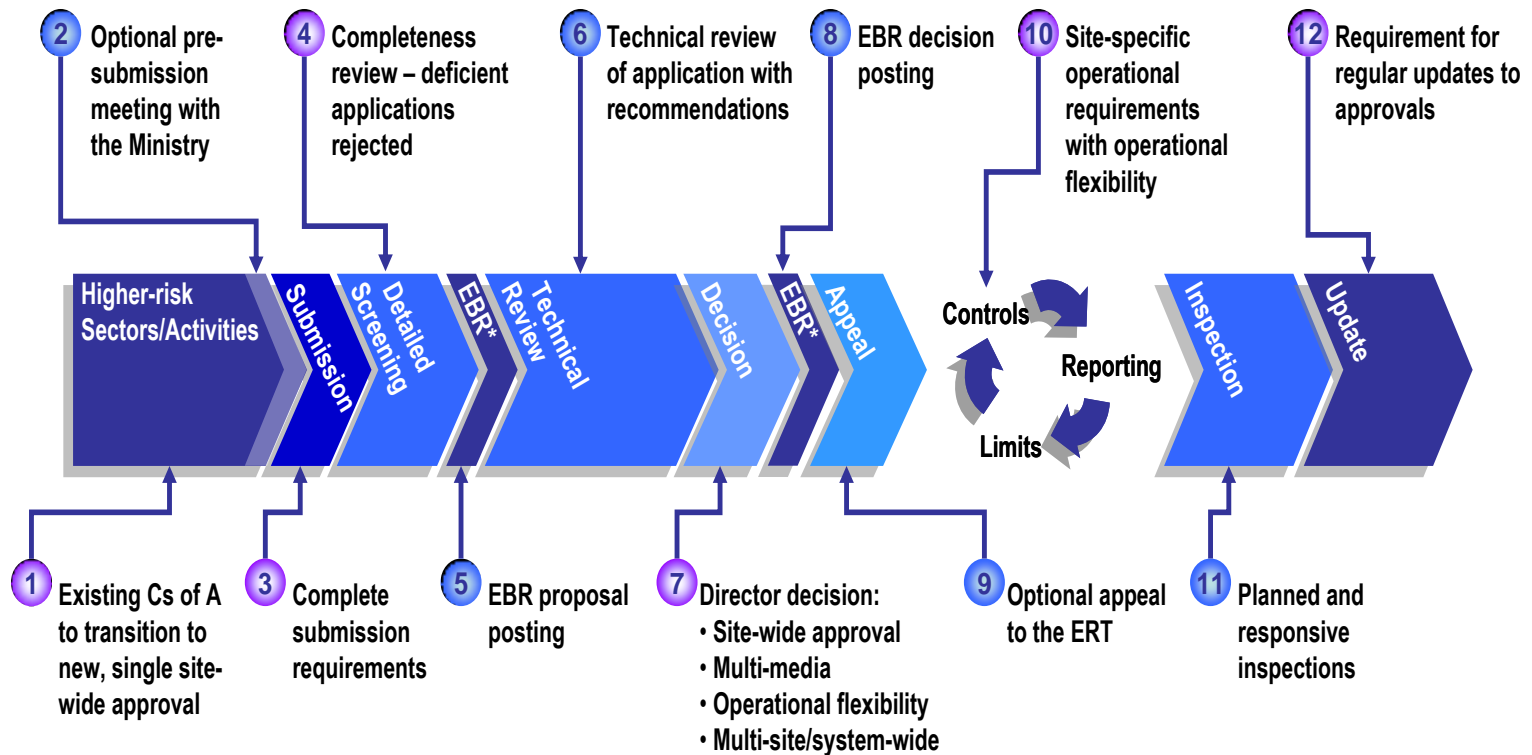 2
Optional pre-
submission
meeting with
the Ministry
4
Completeness
review – deficient
applications
rejected
6
Technical review
of application with
recommendations
8
EBR decision
posting
10
Site-specific
operational
requirements
with operational
flexibility
12
Requirement for
regular updates to
approvals
Higher-risk
Sectors/Activities
Submission
Detailed
Screening
EBR*
Technical
Review
Decision
EBR*
Appeal
Controls
Reporting
Limits
Inspection
Update
1
Existing Cs of A
to transition to
new, single site-
wide approval
3
Complete
submission
requirements
5
EBR proposal
posting
7
Director decision:
• Site-wide approval
• Multi-media
• Operational flexibility
• Multi-site/system-wide
9
Optional appeal
to the ERT
11
Planned and
responsive
inspections